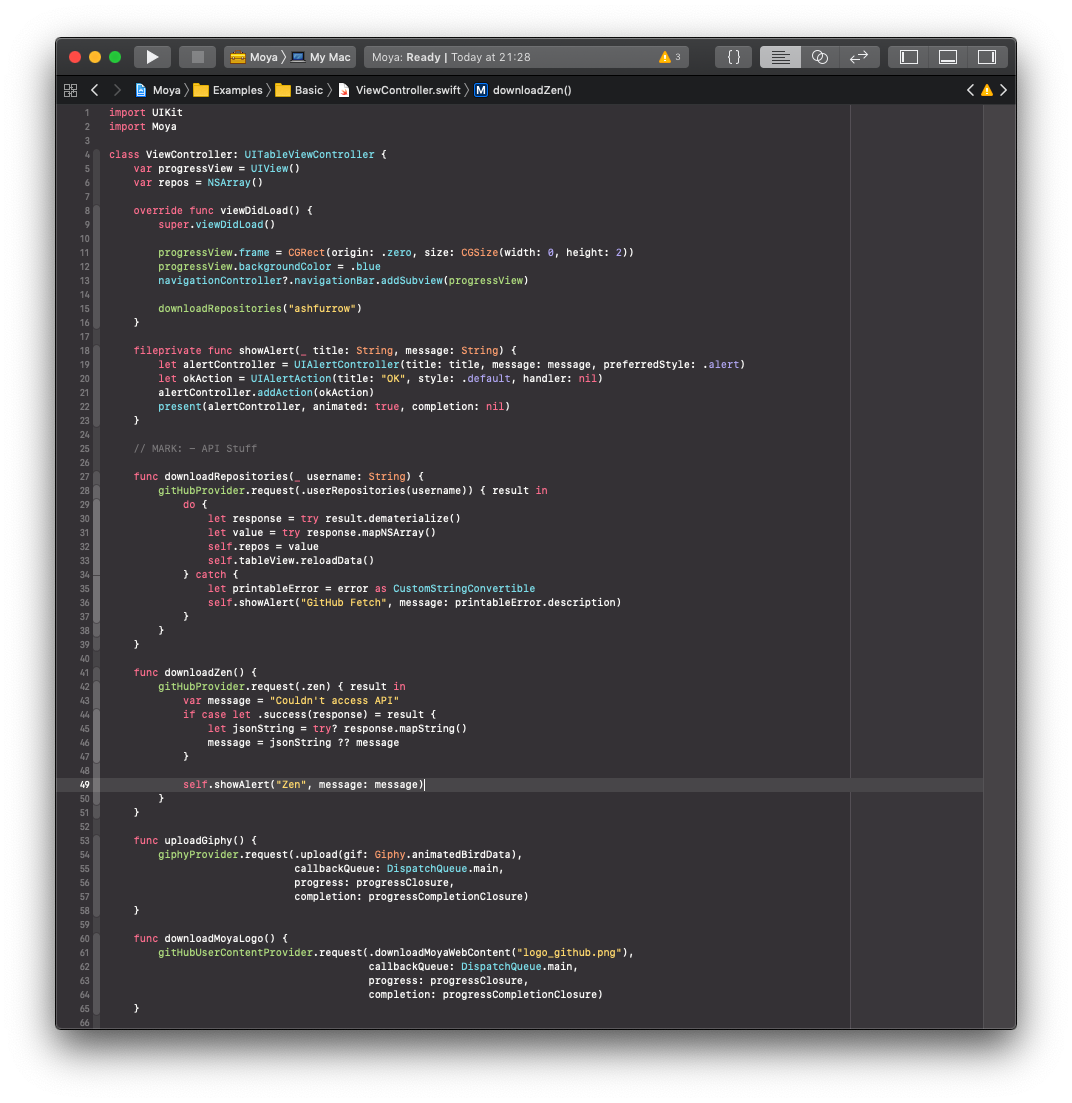 Moya 〉 My Mac
Moya: Ready | Today at 21:28
3
{ }
Moya 〉 Examples 〉 Basic 〉 ViewController.swift 〉 M downloadZen()
1 import UIKit
2 import Moya
3
4 class ViewController: UITableViewController {
5     var progressView = UIView()
6     var repos = NSArray()
7
8     override func viewDidLoad() {
9         super.viewDidLoad()
10
11         progressView.frame = CGRect(origin: .zero, size: CGSize(width: 0, height: 2))
12         progressView.backgroundColor = .blue
13         navigationController?.navigationBar.addSubview(progressView)
14
15         downloadRepositories("ashfurrow")
16     }
17
18     fileprivate func showAlert(_ title: String, message: String) {
19         let alertController = UIAlertController(title: title, message: message, preferredStyle: .alert)
20         let okAction = UIAlertAction(title: "OK", style: .default, handler: nil)
21         alertController.addAction(okAction)
22         present(alertController, animated: true, completion: nil)
23     }
24
25     // MARK: - API Stuff
26
27     func downloadRepositories(_ username: String) {
28         gitHubProvider.request(.userRepositories(username)) { result in
29             do {
30                 let response = try result.dematerialize()
31                 let value = try response.mapNSArray()
32                 self.repos = value
33                 self.tableView.reloadData()
34             } catch {
35                 let printableError = error as CustomStringConvertible
36                 self.showAlert("GitHub Fetch", message: printableError.description)
37             }
38         }
39     }
40
41     func downloadZen() {
42         gitHubProvider.request(.zen) { result in
43             var message = "Couldn't access API"
44             if case let .success(response) = result {
45                 let jsonString = try? response.mapString()
46                 message = jsonString ?? message
47             }
48
49             self.showAlert("Zen", message: message)
50         }
51     }
52
53     func uploadGiphy() {
54         giphyProvider.request(.upload(gif: Giphy.animatedBirdData),
55                               callbackQueue: DispatchQueue.main,
56                               progress: progressClosure,
57                               completion: progressCompletionClosure)
58     }
59
60     func downloadMoyaLogo() {
61         gitHubUserContentProvider.request(.downloadMoyaWebContent("logo_github.png"),
62                                           callbackQueue: DispatchQueue.main,
63                                           progress: progressClosure,
64                                           completion: progressCompletionClosure)
65     }
66